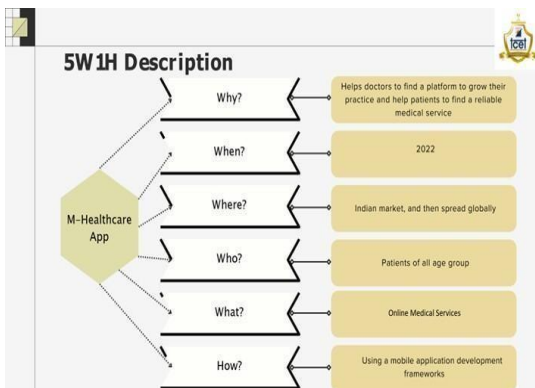 tcet
5W1H Description
Why?
Helps doctors to find a platform to grow their
practice and help patients to find a reliable
medical service
When?
2022
Where?
Indian market, and then spread globally
M-Healthcare
App
Who?
Patients of all age group
What?
Online Medical Services
How?
Using a mobile application development
frameworks